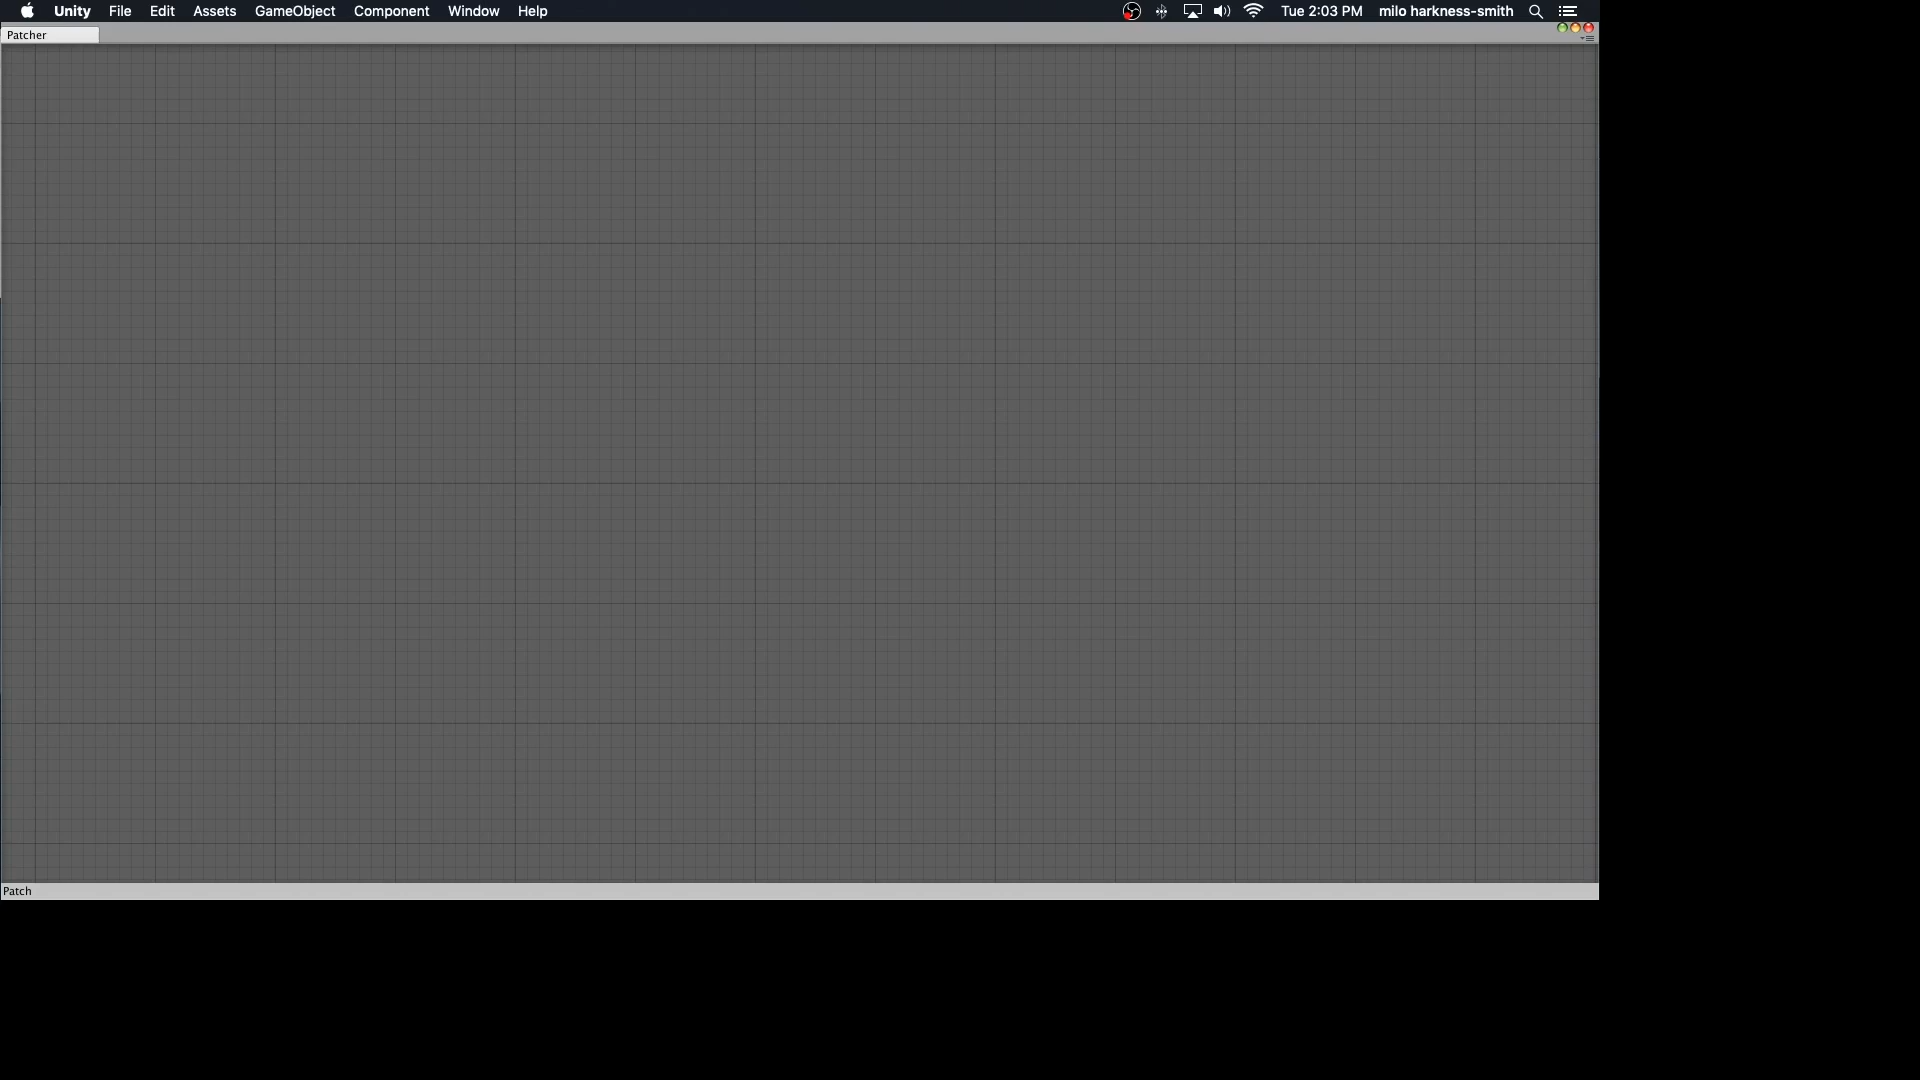 Unity File Edit Assets GameObject Component Window Help Tue 2:03 PM milo harkness-smith
Patcher
Patch